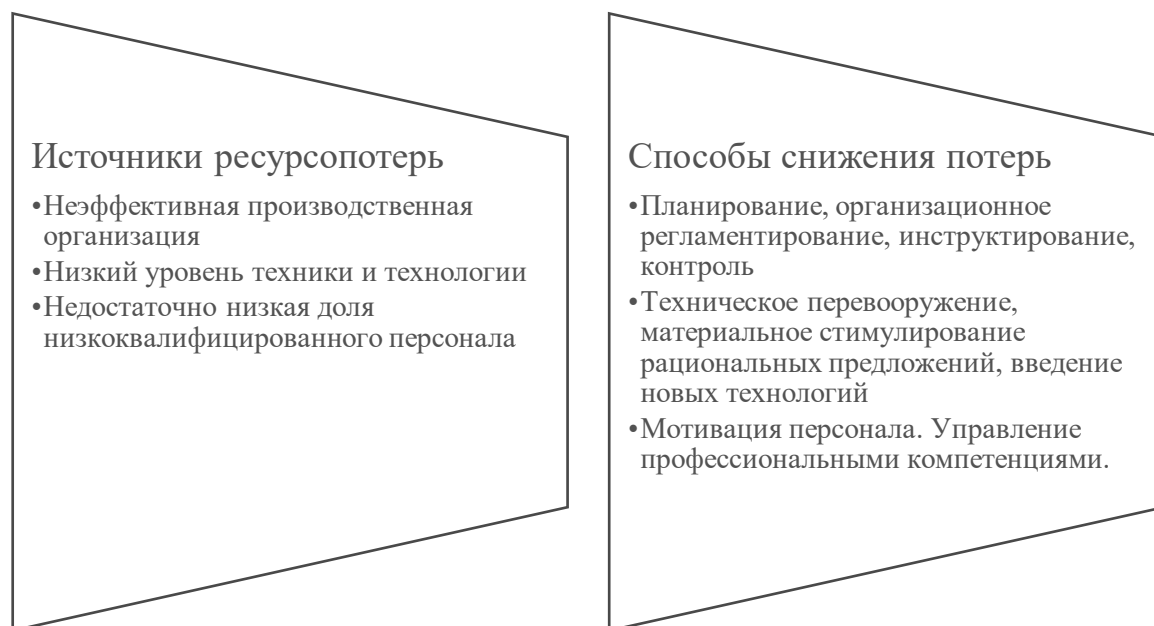 Источники ресурсопотерь
•Неэффективная производственная
организация
•Низкий уровень техники и технологии
•Недостаточно низкая доля
низкоквалифицированного персонала
Способы снижения потерь
•Планирование, организационное
регламентирование, инструктирование,
контроль
•Техническое перевооружение,
материальное стимулирование
рациональных предложений, введение
новых технологий
•Мотивация персонала. Управление
профессиональными компетенциями.